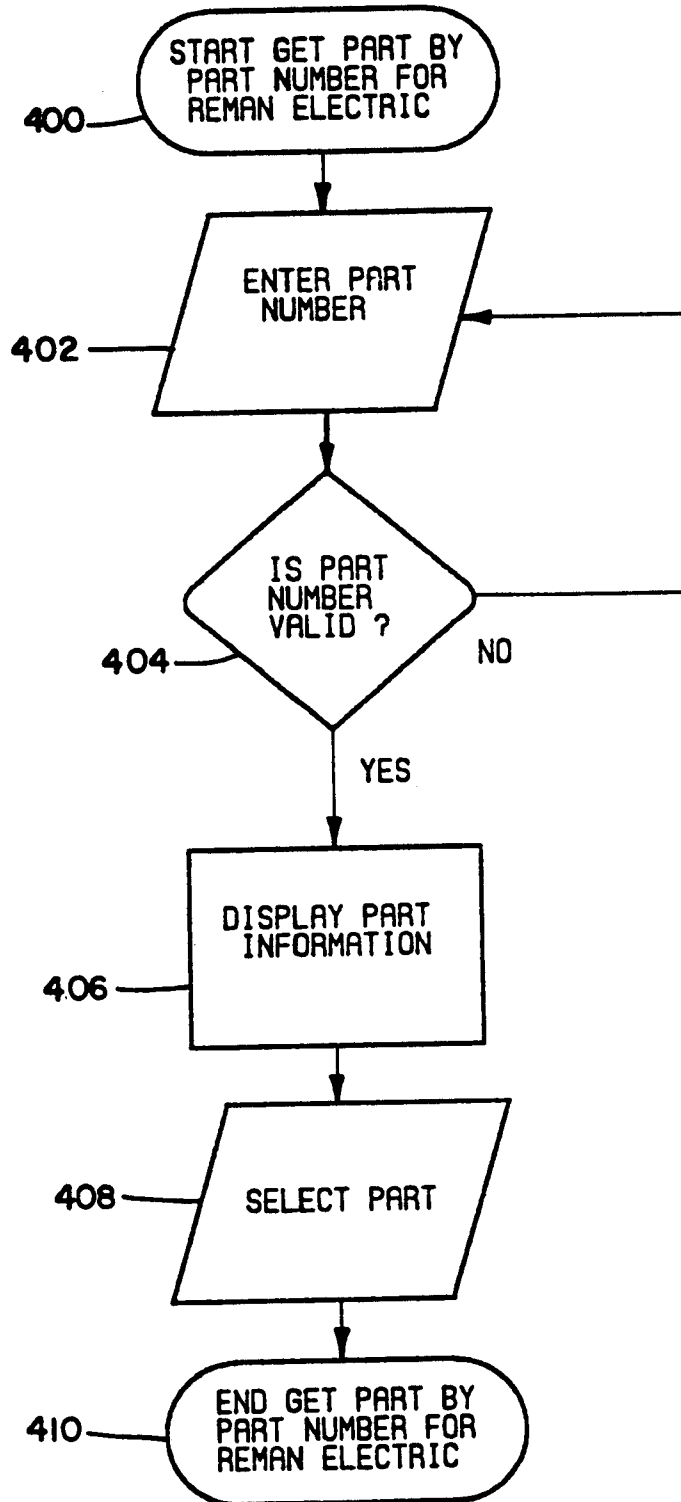 START GET PART BY
PART NUMBER FOR
REMAN ELECTRIC
400
ENTER PART
NUMBER
402
IS PART
NUMBER
VALID ?
404
NO
YES
DISPLAY PART
INFORMATION
406
SELECT PART
408
END GET PART BY
PART NUMBER FOR
REMAN ELECTRIC
410